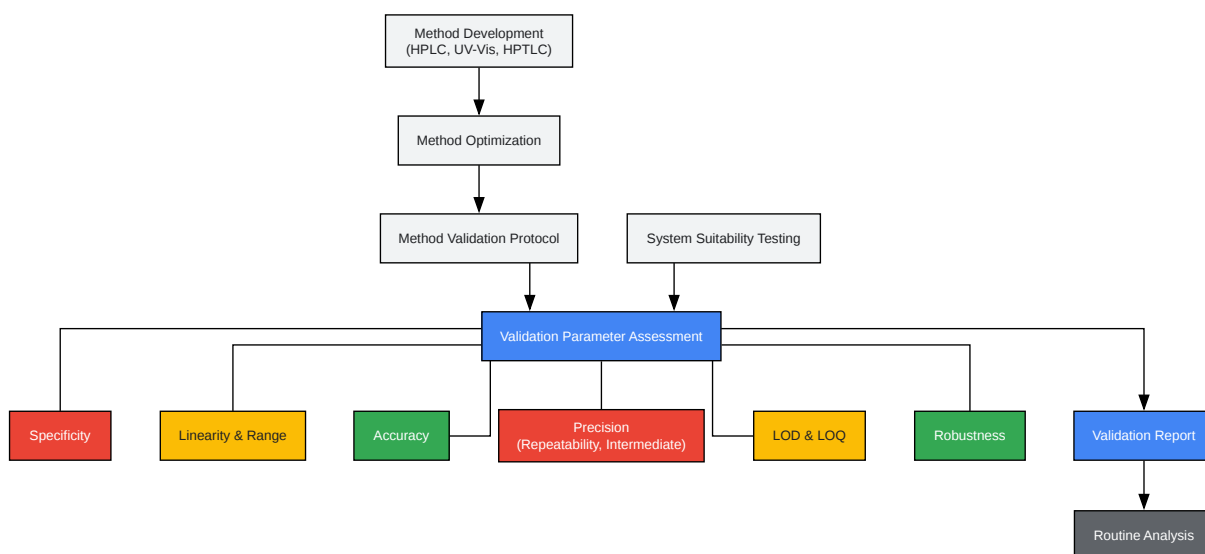 Method Development
(HPLC, UV-Vis, HPTLC)
Method Optimization
Method Validation Protocol
System Suitability Testing
Validation Parameter Assessment
Specificity
Linearity & Range
Accuracy
Precision
(Repeatability, Intermediate)
LOD & LOQ
Robustness
Validation Report
Routine Analysis